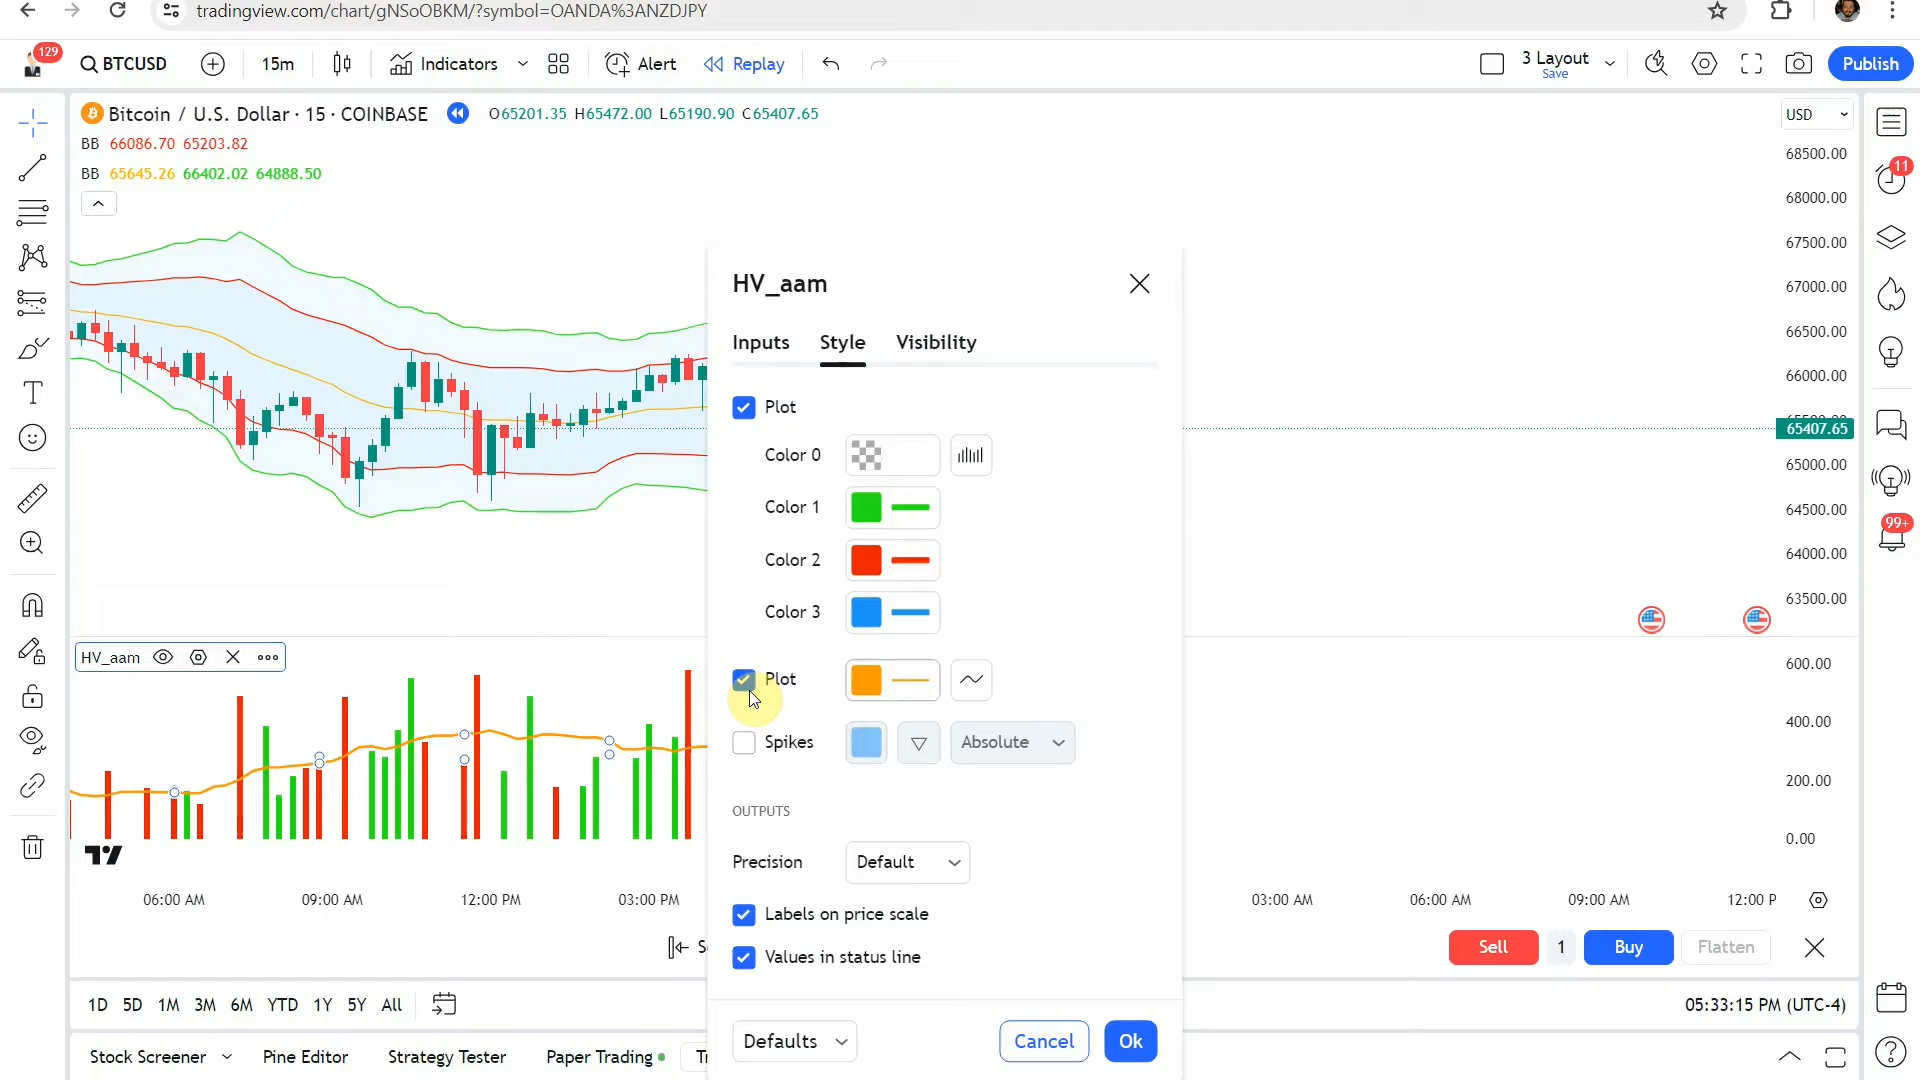 tradingview.com/chart/gNSoOBKM/?symbol=OANDA%3ANZDJPY
129
BTCUSD 15m Indicators Alert Replay 3 Layout Save Publish
Bitcoin / U.S. Dollar · 15 · COINBASE O65201.35 H65472.00 L65190.90 C65407.65 USD
BB 66086.70 65203.82
BB 65645.26 66402.02 64888.50
68500.00
68000.00
67500.00
67000.00
66500.00
66000.00
65500.00
65407.65
65000.00
64500.00
64000.00
63500.00
11
99+
HV_aam
Inputs Style Visibility
Plot
Color 0
Color 1
Color 2
Color 3
Plot
Spikes Absolute
OUTPUTS
Precision Default
Labels on price scale
Values in status line
Defaults Cancel Ok
HV_aam
600.00
400.00
200.00
0.00
06:00 AM 09:00 AM 12:00 PM 03:00 PM 03:00 AM 06:00 AM 09:00 AM 12:00 P
S
Sell 1 Buy Flatten
1D 5D 1M 3M 6M YTD 1Y 5Y All 05:33:15 PM (UTC-4)
Stock Screener Pine Editor Strategy Tester Paper Trading Tr